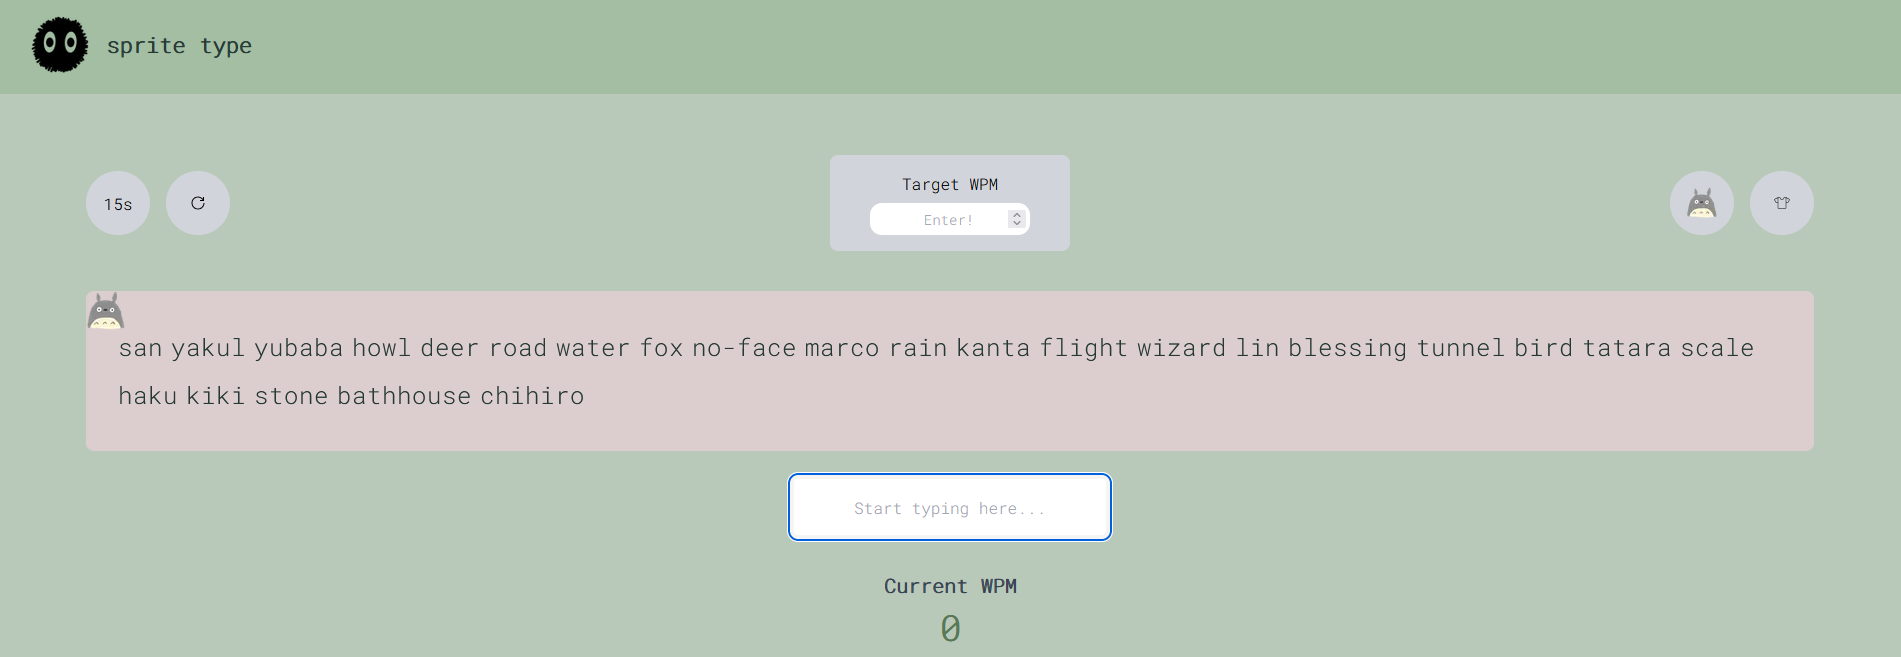 sprite type
15s
Target WPM
Enter!
san yakul yubaba howl deer road water fox no-face marco rain kanta flight wizard lin blessing tunnel bird tatara scale
haku kiki stone bathhouse chihiro
Start typing here...
Current WPM
0